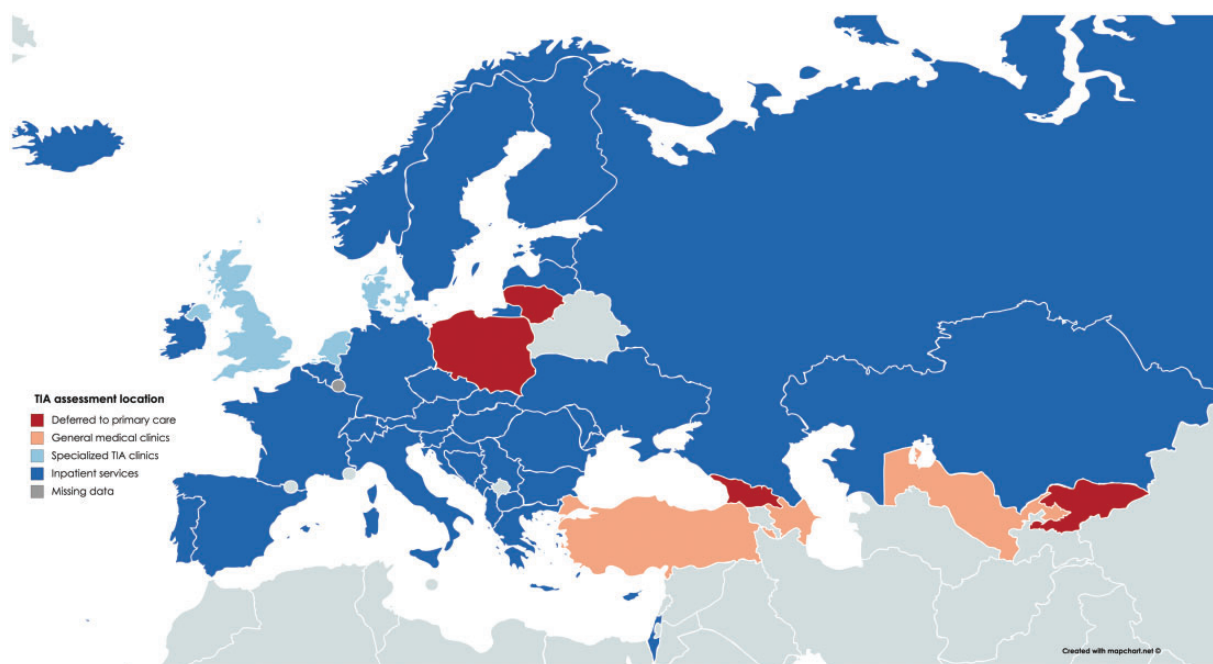 TIA assessment location
Deferred to primary care
General medical clinics
Specialized TIA clinics
Inpatient services
Missing data
Created with mapchart.net ©